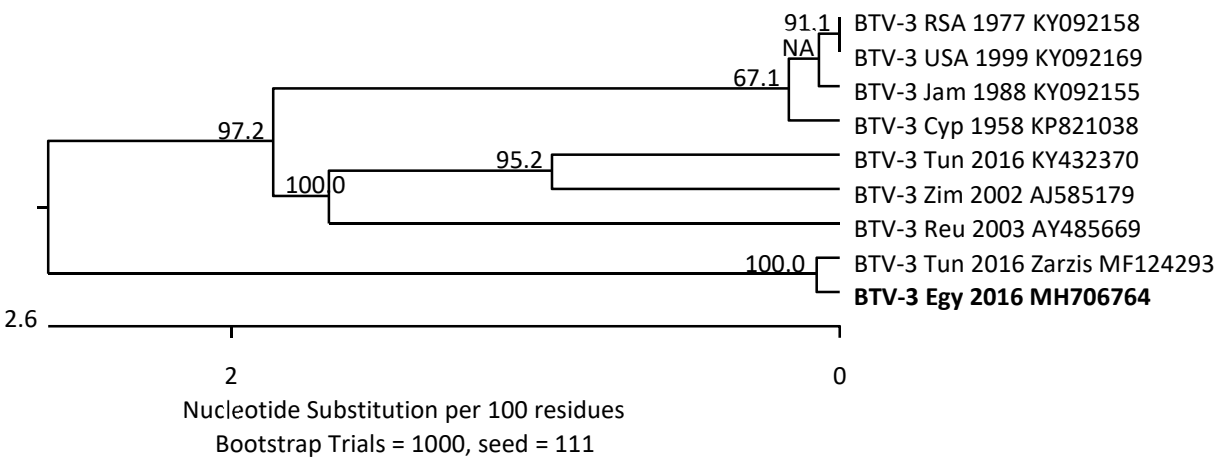 91.1
BTV-3 RSA 1977 KY092158
NA
BTV-3 USA 1999 KY092169
67.1
BTV-3 Jam 1988 KY092155
BTV-3 Cyp 1958 KP821038
97.2
95.2
BTV-3 Tun 2016 KY432370
100.0
BTV-3 Zim 2002 AJ585179
BTV-3 Reu 2003 AY485669
100.0
BTV-3 Tun 2016 Zarzis MF124293
BTV-3 Egy 2016 MH706764
2.6
2
0
Nucleotide Substitution per 100 residues
Bootstrap Trials = 1000, seed = 111